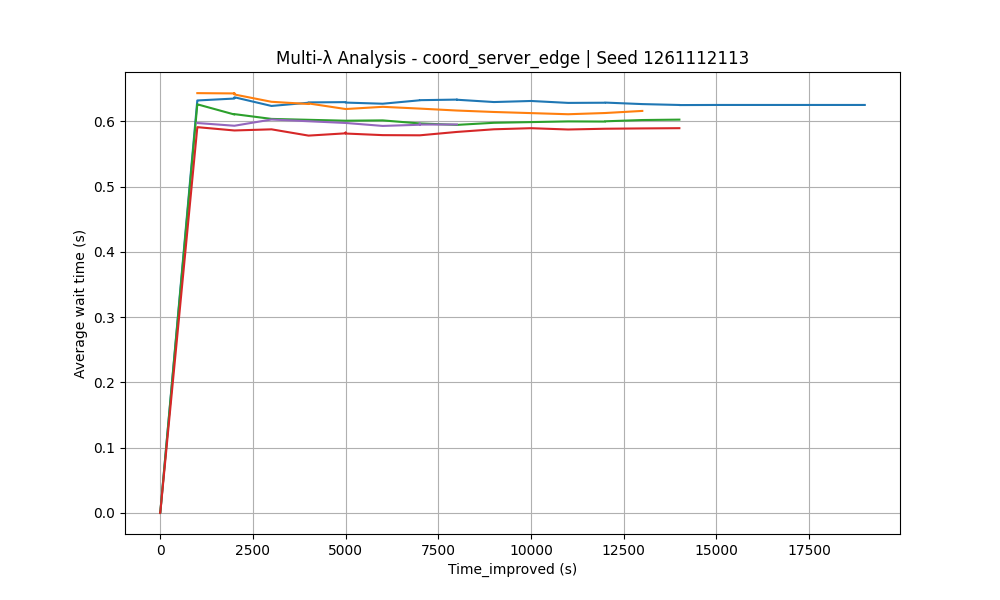 Multi-λ Analysis - coord_server_edge | Seed 1261112113
Average wait time (s)
0.6
0.5
0.4
0.3
0.2
0.1
0.0
0 2500 5000 7500 10000 12500 15000 17500
Time_improved (s)